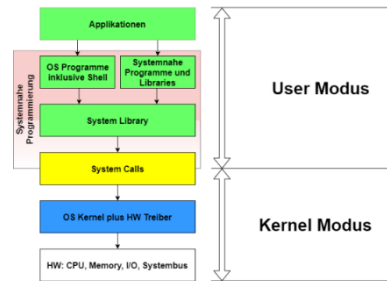 Applikationen
Systemnahe
Programmierung
OS Programme
inklusive Shell
Systemnahe
Programme und
Libraries
System Library
System Calls
OS Kernel plus HW Treiber
HW: CPU, Memory, I/O, Systembus
User Modus
Kernel Modus